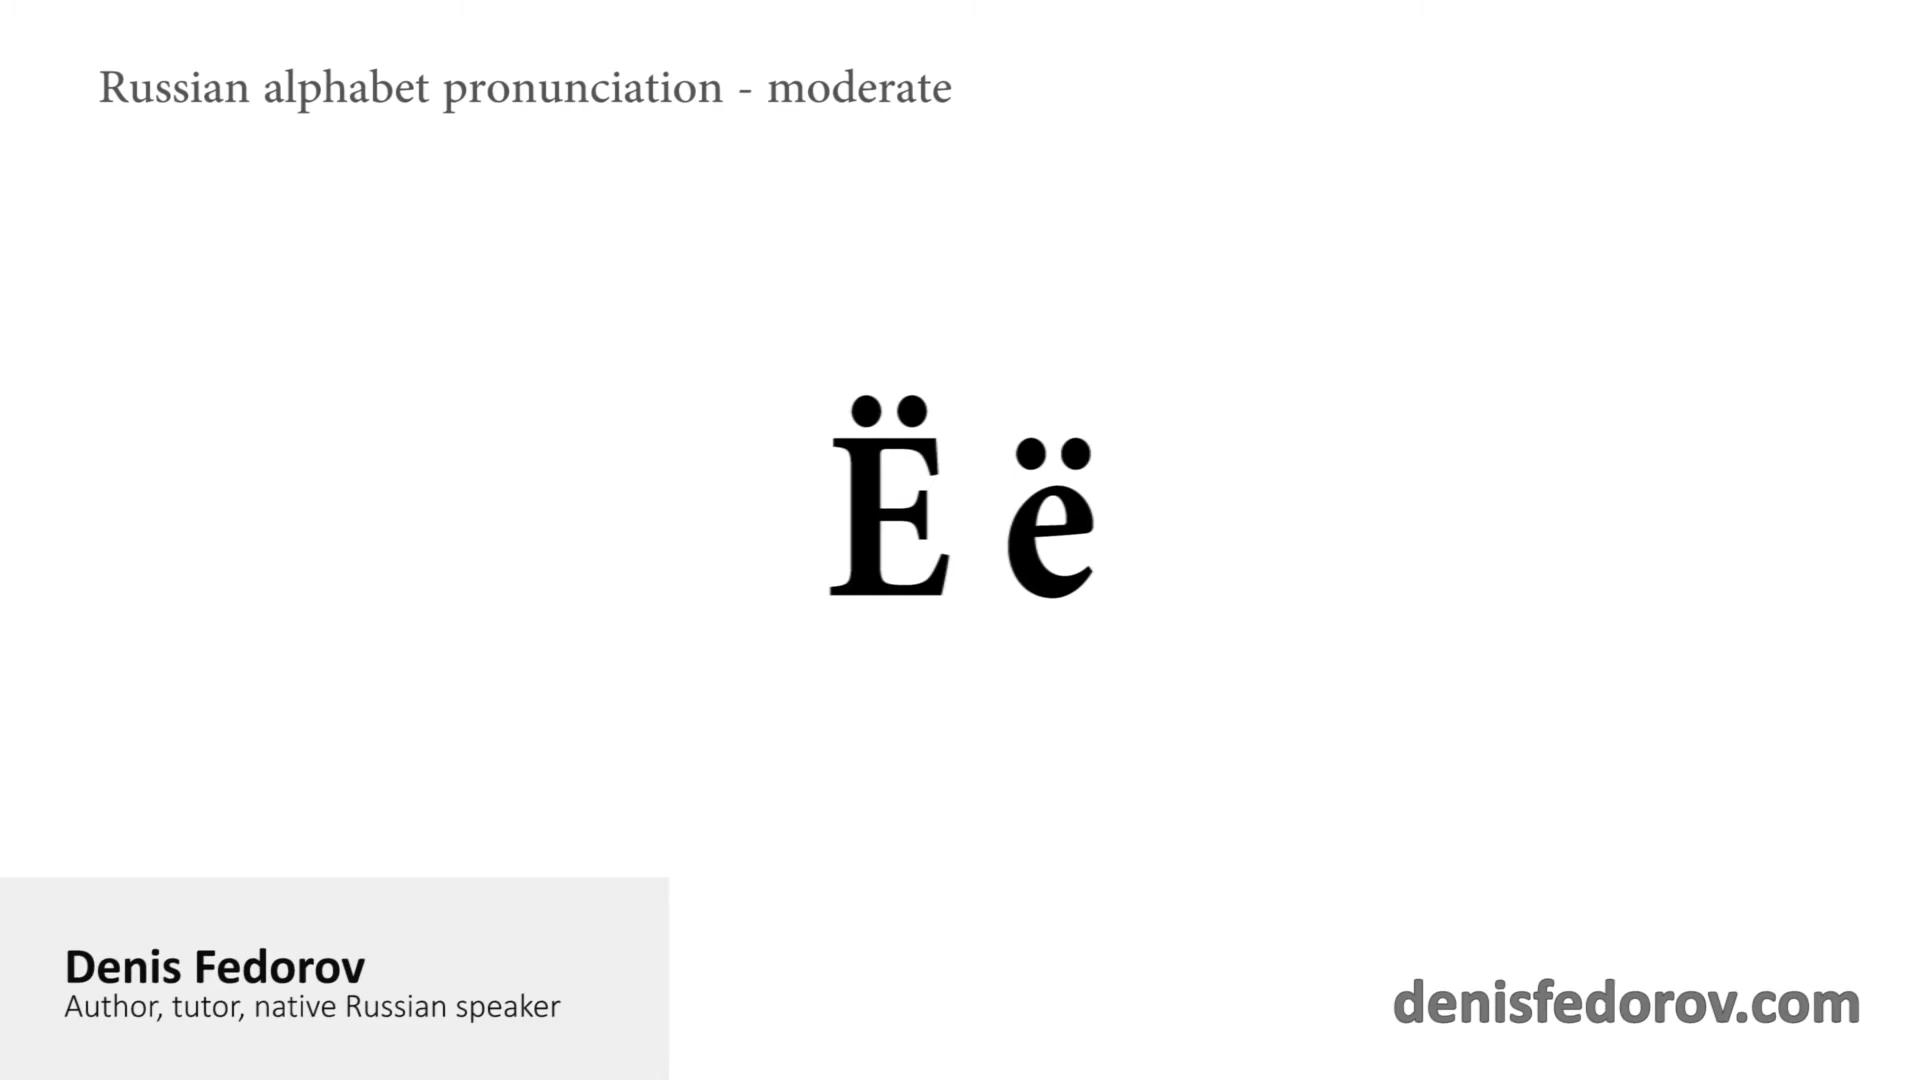 Russian alphabet pronunciation - moderate
Ё ё
Denis Fedorov
Author, tutor, native Russian speaker
denisfedorov.com